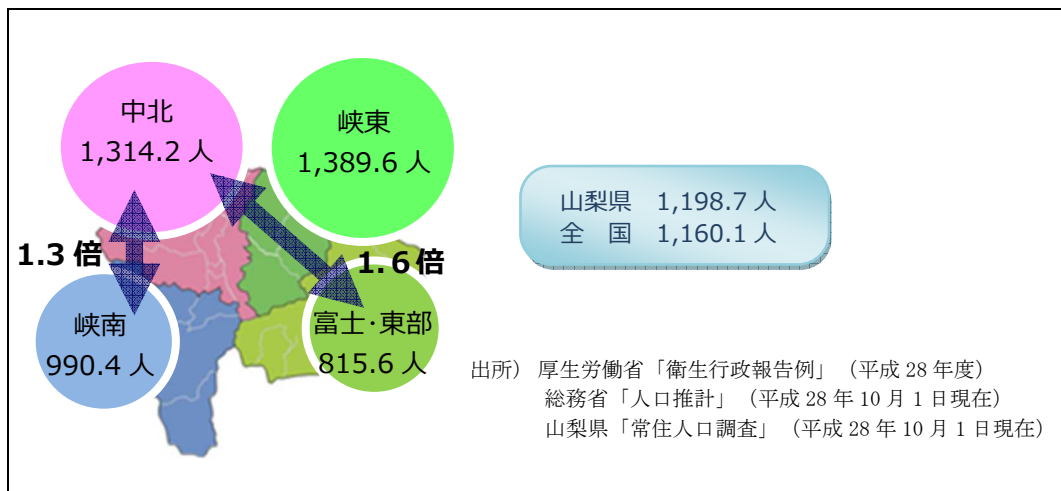 中北
1,314.2 人
峡東
1,389.6 人
山梨県　1,198.7 人
全　国　1,160.1 人
1.3 倍
1.6 倍
峡南
990.4 人
富士･東部
815.6 人
出所） 厚生労働省「衛生行政報告例」（平成 28 年度）
総務省「人口推計」（平成 28 年 10 月 1 日現在）
山梨県「常住人口調査」（平成 28 年 10 月 1 日現在）